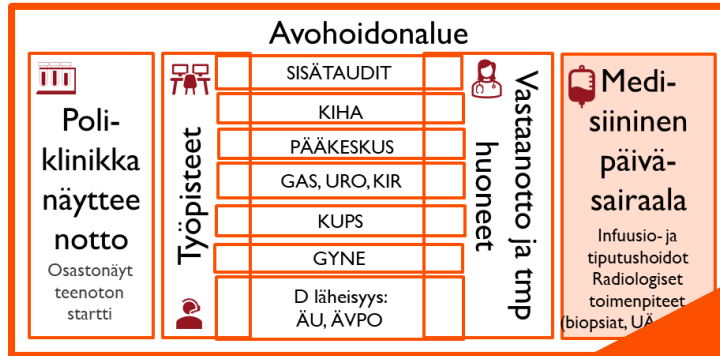 Avohoidonalue
Poli-
klinikka
näyttee
notto
Osastonäyt
teenoton
startti
Työpisteet
SISÄTAUDIT
KIHA
PÄÄKESKUS
GAS, URO, KIR
KUPS
GYNE
D läheisyys:
ÄU, ÄVPO
Vastaanotto ja tmp
huoneet
Medi-
siininen
päivä-
sairaala
Infuusio- ja
tiputushoidot
Radiologiset
toimenpiteet
(biopsiat,